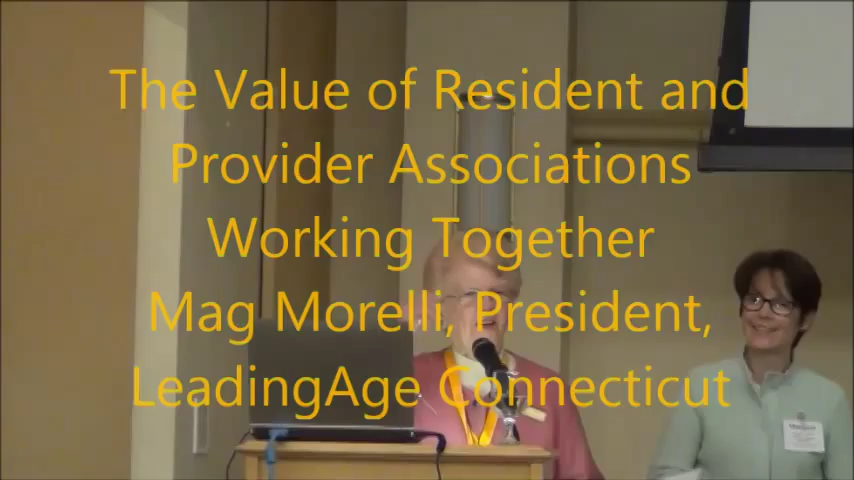 The Value of Resident and
Provider Associations
Working Together
Mag Morelli, President,
LeadingAge Connecticut